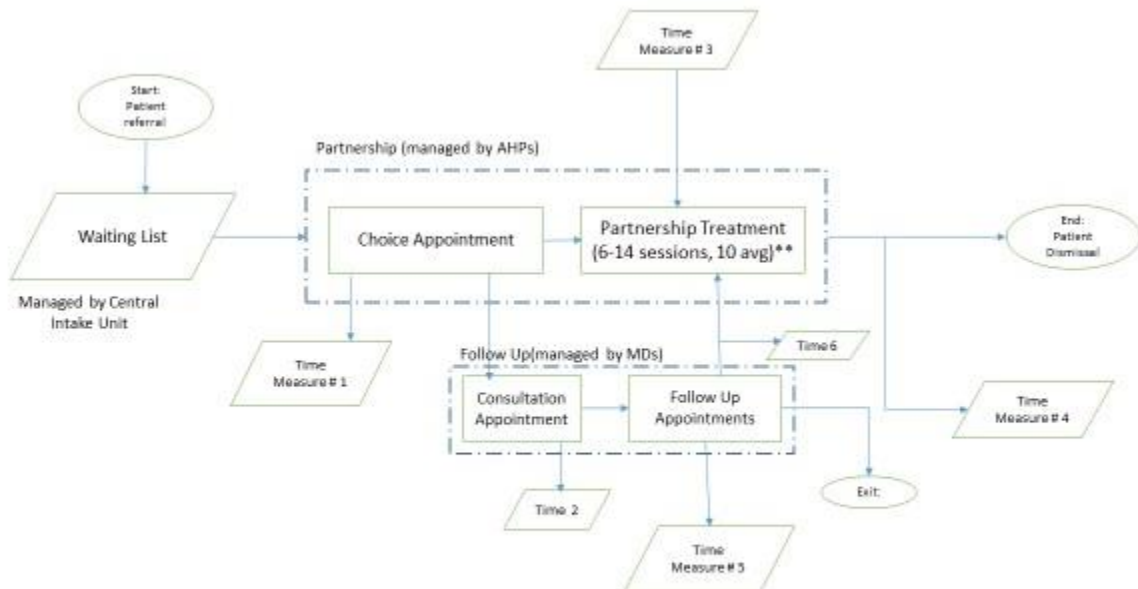 Time
Measure # 3
Start:
Patient
referral
Partnership (managed by AHPs)
Waiting List
Choice Appointment
Partnership Treatment
(6-14 sessions, 10 avg)**
End:
Patient
Dismissal
Managed by Central
Intake Unit
Time
Measure # 1
Follow Up(managed by MDs)
Time 6
Consultation
Appointment
Follow Up
Appointments
Time
Measure # 4
Exit:
Time 2
Time
Measure # 5